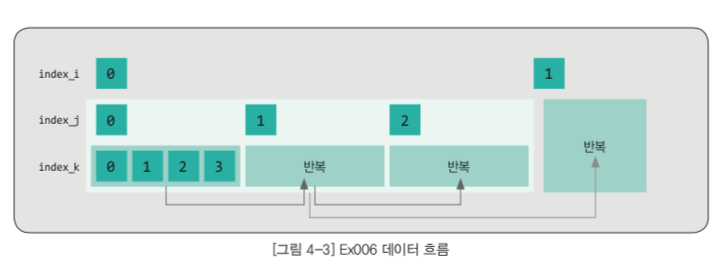 index_i 0 1
index_j 0 1 2
반복
index_k 0 1 2 3 반복 반복
[그림 4-3] Ex006 데이터 흐름